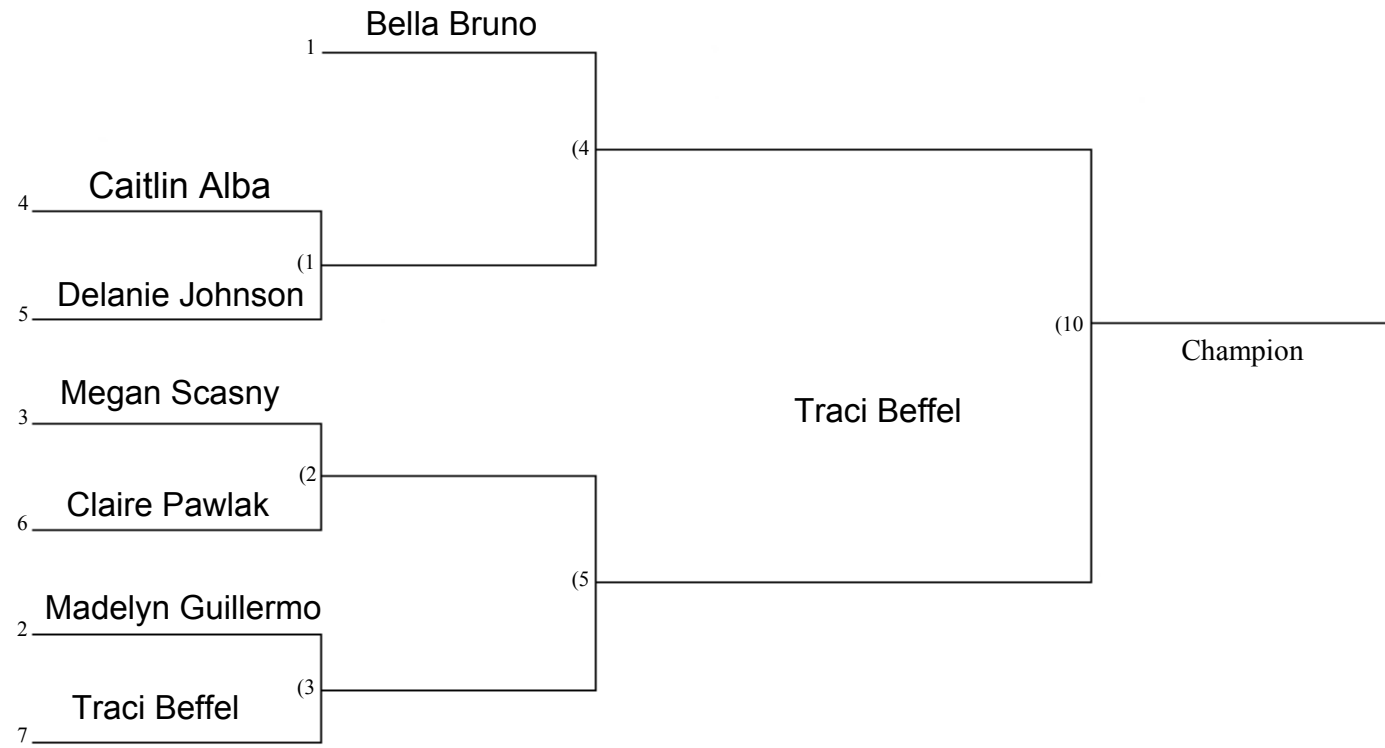 Bella Bruno
1
(4
Caitlin Alba
4
(1
Delanie Johnson
5
(10
Champion
Megan Scasny
3
Traci Beffel
(2
Claire Pawlak
6
(5
Madelyn Guillermo
2
(3
Traci Beffel
7